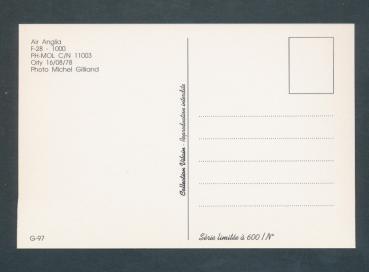 Air Anglia
F-28 - 1000
PH-MOL C/N 11003
Orly 16/08/78
Photo Michel Gilliand
Collection Vilain - Reproduction interdite
G-97
Série limitée à 600 / N°